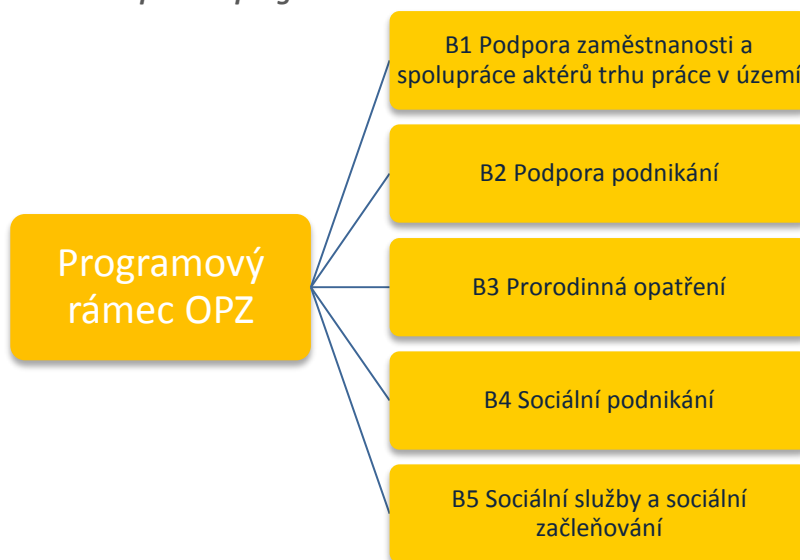 Programový
rámec OPZ
B1 Podpora zaměstnanosti a
spolupráce aktérů trhu práce v území
B2 Podpora podnikání
B3 Prorodinná opatření
B4 Sociální podnikání
B5 Sociální služby a sociální
začleňování